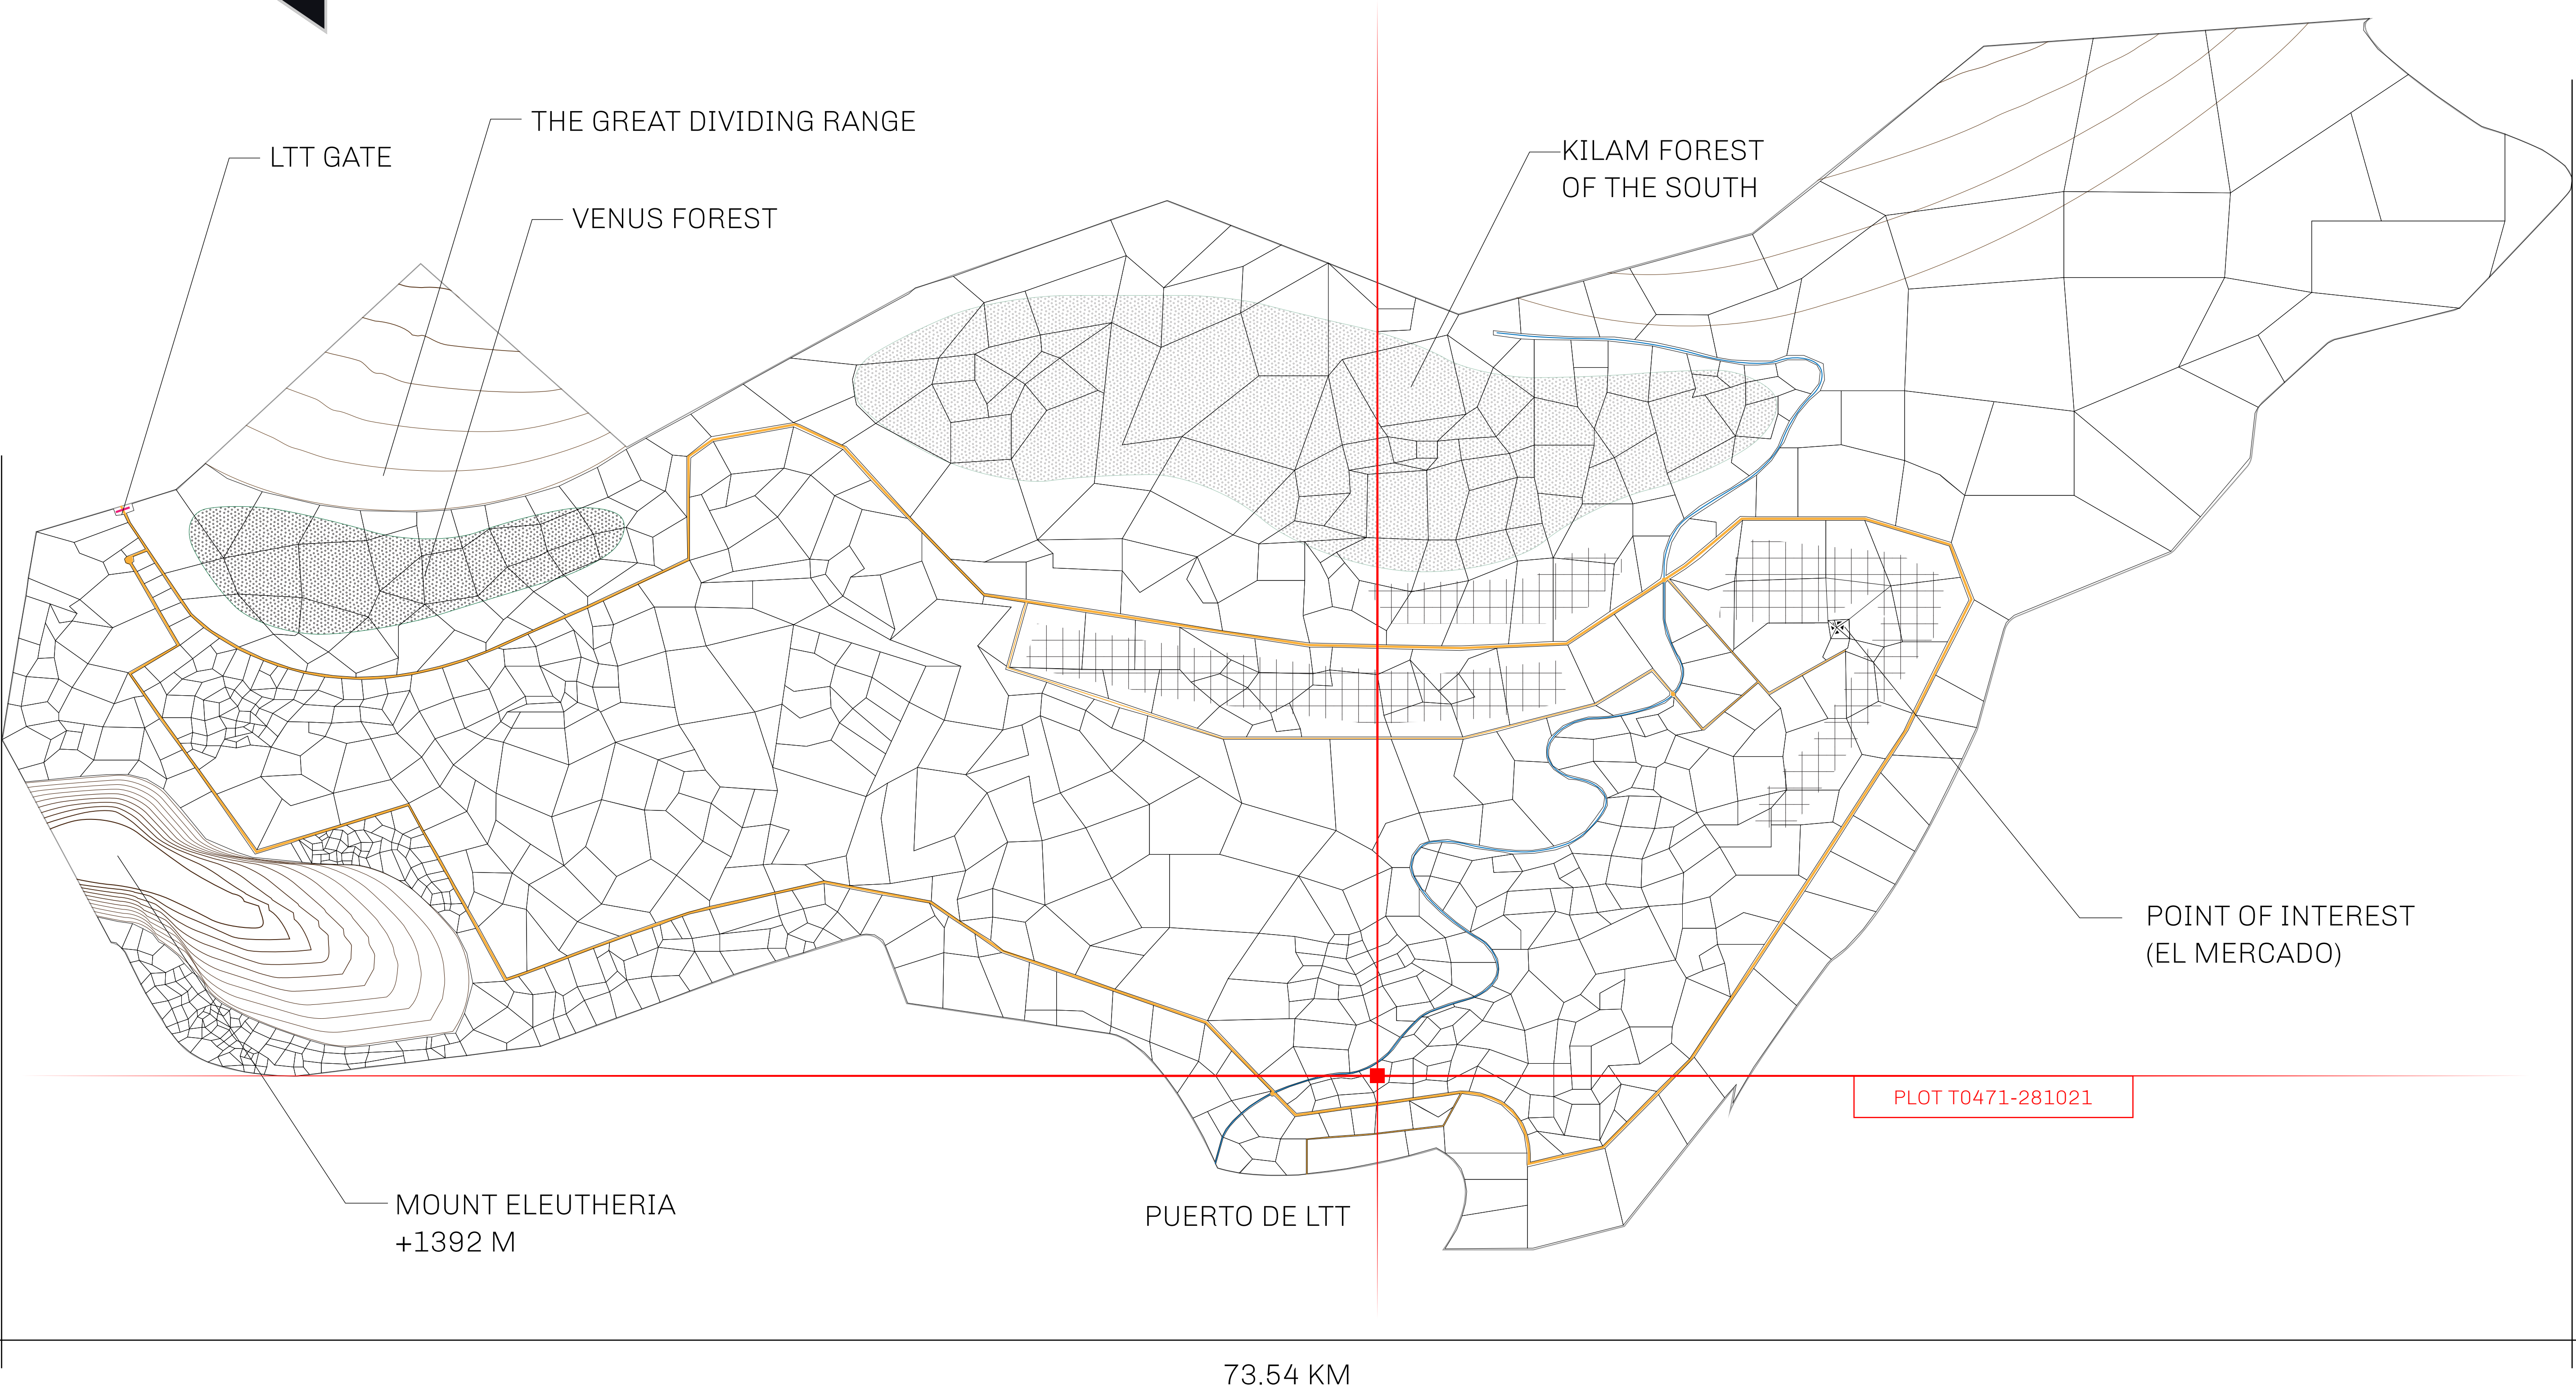 THE GREAT DIVIDING RANGE
LTT GATE
VENUS FOREST
KILAM FOREST
OF THE SOUTH
POINT OF INTEREST
(EL MERCADO)
PLOT T0471-281021
MOUNT ELEUTHERIA
+1392 M
PUERTO DE LTT
73.54 KM